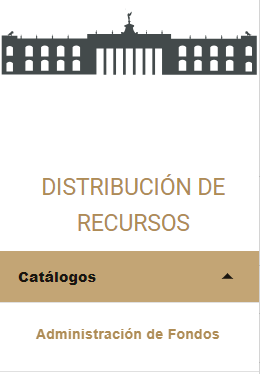 DISTRIBUCIÓN DE
RECURSOS
Catálogos
Administración de Fondos